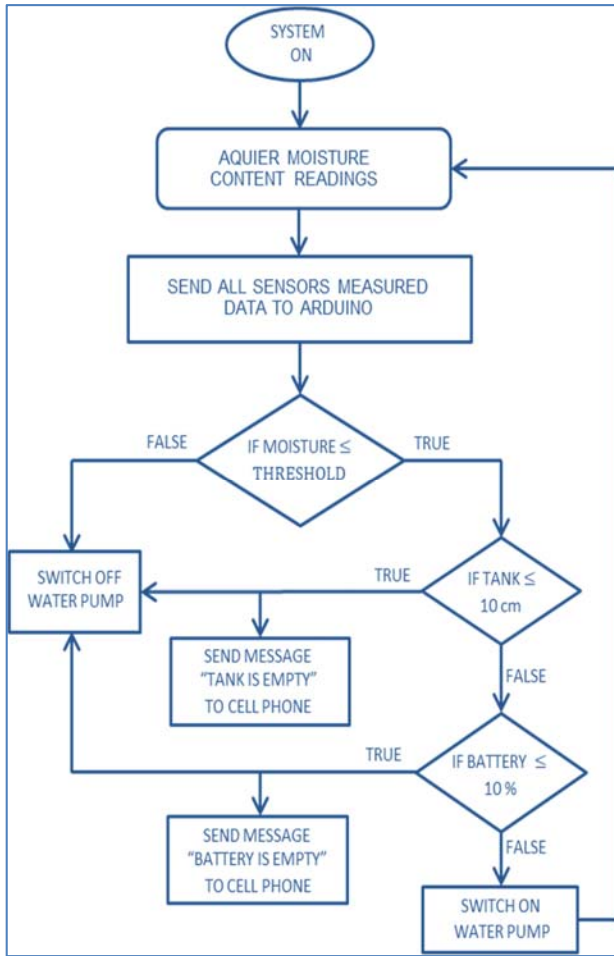 SYSTEM
ON
AQUIER MOISTURE
CONTENT READINGS
SEND ALL SENSORS MEASURED
DATA TO ARDUINO
FALSE
IF MOISTURE ≤
THRESHOLD
TRUE
SWITCH OFF
WATER PUMP
TRUE
IF TANK ≤
10 cm
SEND MESSAGE
“TANK IS EMPTY”
TO CELL PHONE
FALSE
TRUE
IF BATTERY ≤
10 %
SEND MESSAGE
“BATTERY IS EMPTY”
TO CELL PHONE
FALSE
SWITCH ON
WATER PUMP